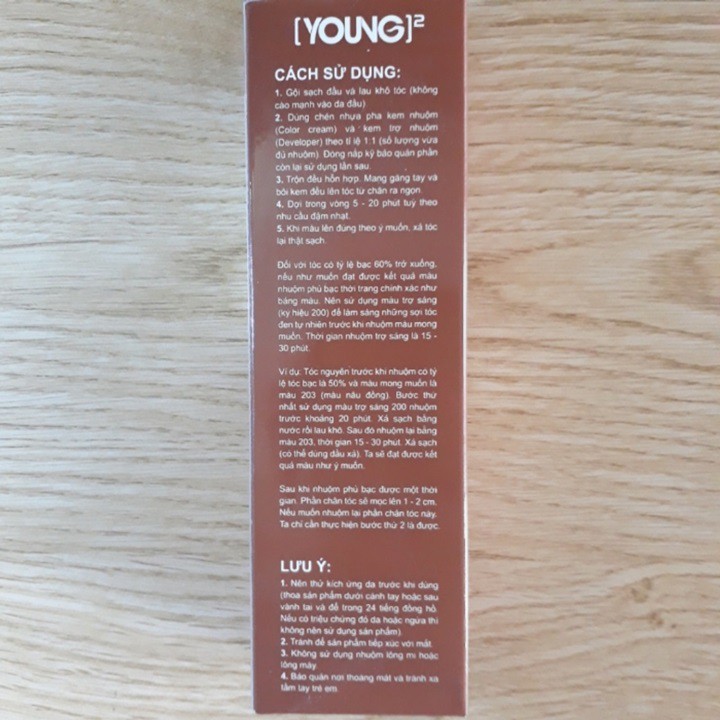 [YOUNG]²
CÁCH SỬ DỤNG:
1. Gội sạch đầu và lau khô tóc (không
cào mạnh vào da đầu)
2. Dùng chén nhựa pha kem nhuộm
(Color cream) và kem trợ nhuộm
(Developer) theo tỉ lệ 1:1 (số lượng vừa
đủ nhuộm). Đóng nắp kỹ bảo quản phần
còn lại sử dụng lần sau.
3. Trộn đều hỗn hợp. Mang găng tay và
bôi kem đều lên tóc từ chân ra ngọn.
4. Đợi trong vòng 5 - 20 phút tuỳ theo
nhu cầu đậm nhạt.
5. Khi màu lên đúng theo ý muốn, xả tóc
lại thật sạch.
Đối với tóc có tỷ lệ bạc 60% trở xuống,
nếu như muốn đạt được kết quả màu
nhuộm phủ bạc thời trang chính xác như
bảng màu. Nên sử dụng màu trợ sáng
(ký hiệu 200) để làm sáng những sợi tóc
đen tự nhiên trước khi nhuộm màu mong
muốn. Thời gian nhuộm trợ sáng là 15 -
30 phút.
Ví dụ: Tóc nguyên trước khi nhuộm có tỷ
lệ tóc bạc là 50% và màu mong muốn là
màu 203 (màu nâu đồng). Bước thứ
nhất sử dụng màu trợ sáng 200 nhuộm
trước khoảng 20 phút. Xả sạch bằng
nước rồi lau khô. Sau đó nhuộm lại bằng
màu 203, thời gian 15 - 30 phút. Xả sạch
(có thể dùng dầu xả). Ta sẽ đạt được kết
quả màu như ý muốn.
Sau khi nhuộm phủ bạc được một thời
gian. Phần chân tóc sẽ mọc lên 1 - 2 cm.
Nếu muốn nhuộm lại phần chân tóc này.
Ta chỉ cần thực hiện bước thứ 2 là được.
LƯU Ý:
1. Nên thử kích ứng da trước khi dùng
(thoa sản phẩm dưới cánh tay hoặc sau
vành tai và để trong 24 tiếng đồng hồ.
Nếu có triệu chứng đỏ da hoặc ngứa thì
không nên sử dụng sản phẩm)
2. Tránh để sản phẩm tiếp xúc với mắt.
3. Không sử dụng nhuộm lông mi hoặc
lông mày.
4. Bảo quản nơi thoáng mát và tránh xa
tầm tay trẻ em.